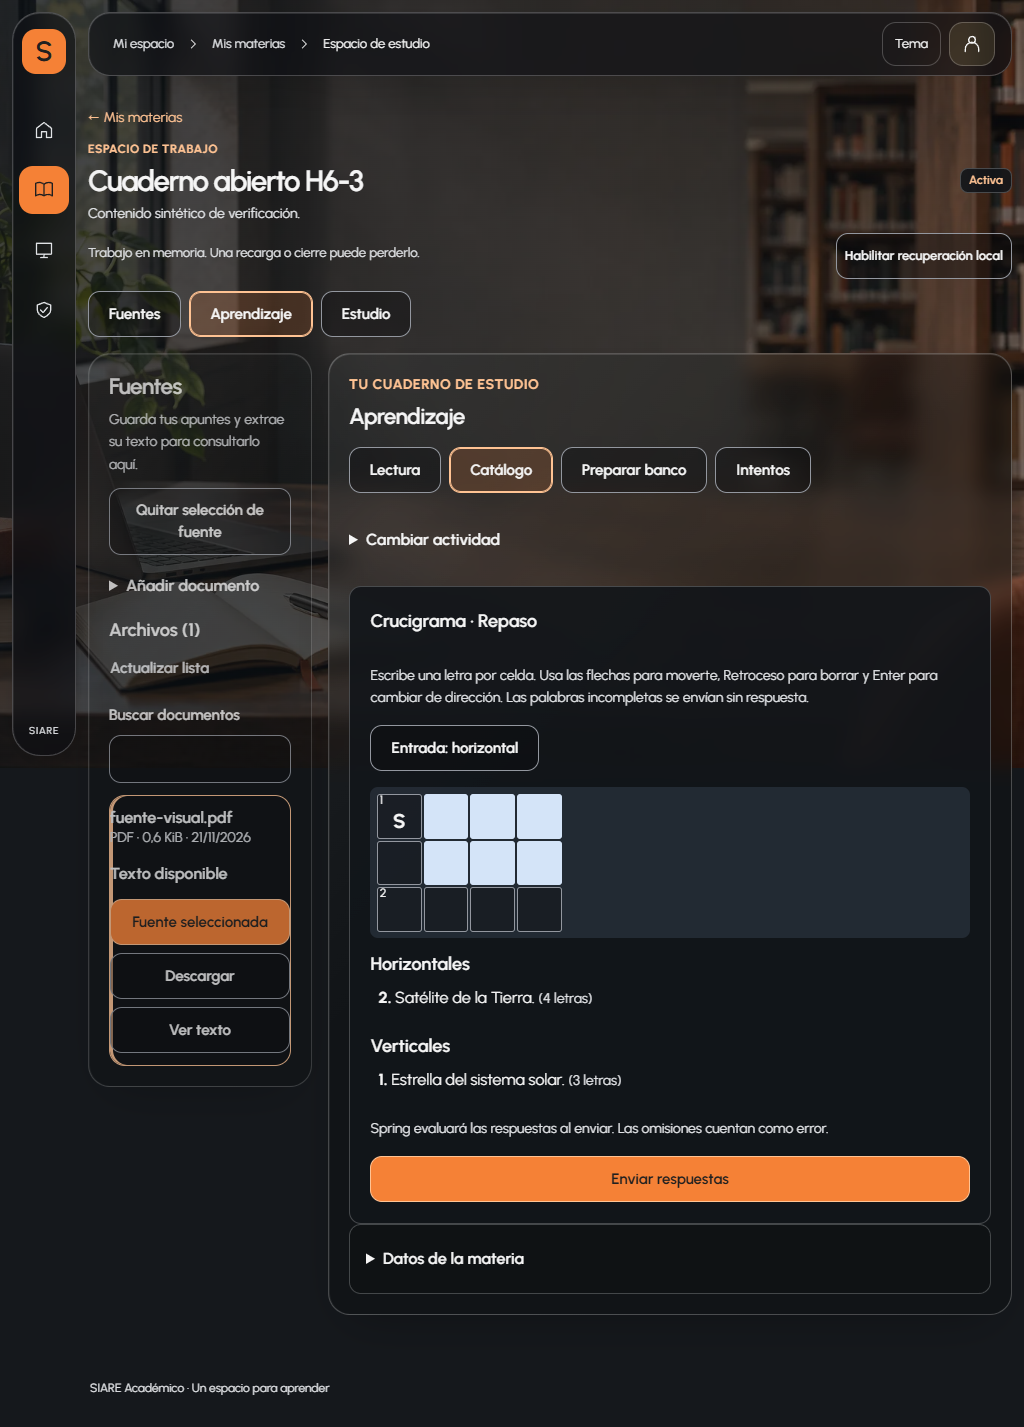 S
Mi espacio > Mis materias > Espacio de estudio
Tema
← Mis materias
ESPACIO DE TRABAJO
Cuaderno abierto H6-3
Activa
Contenido sintético de verificación.
Trabajo en memoria. Una recarga o cierre puede perderlo.
Habilitar recuperación local
Fuentes
Aprendizaje
Estudio
Fuentes
Guarda tus apuntes y extrae
su texto para consultarlo
aquí.
Quitar selección de
fuente
Añadir documento
Archivos (1)
Actualizar lista
Buscar documentos
fuente-visual.pdf
PDF · 0,6 KiB · 21/11/2026
Texto disponible
Fuente seleccionada
Descargar
Ver texto
SIARE
TU CUADERNO DE ESTUDIO
Aprendizaje
Lectura
Catálogo
Preparar banco
Intentos
Cambiar actividad
Crucigrama · Repaso
Escribe una letra por celda. Usa las flechas para moverte, Retroceso para borrar y Enter para
cambiar de dirección. Las palabras incompletas se envían sin respuesta.
Entrada: horizontal
1
S
2
Horizontales
2. Satélite de la Tierra. (4 letras)
Verticales
1. Estrella del sistema solar. (3 letras)
Spring evaluará las respuestas al enviar. Las omisiones cuentan como error.
Enviar respuestas
Datos de la materia
SIARE Académico · Un espacio para aprender